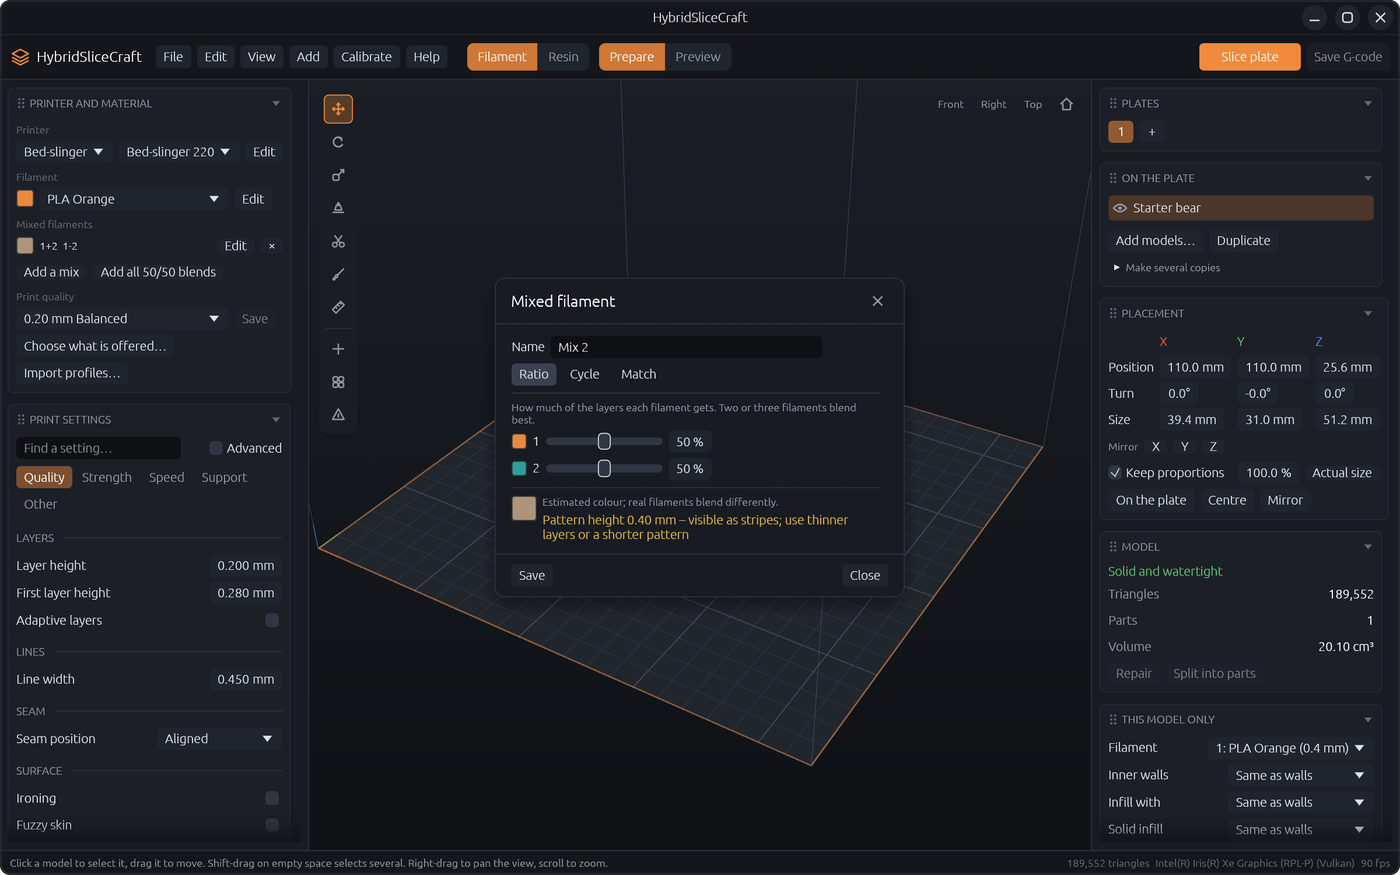 HybridSliceCraft
HybridSliceCraft File Edit View Add Calibrate Help Filament Resin Prepare Preview Slice plate Save G-code
PRINTER AND MATERIAL
Printer
Bed-slinger Bed-slinger 220 Edit
Filament
PLA Orange Edit
Mixed filaments
1+2 1-2 Edit ×
Add a mix Add all 50/50 blends
Print quality
0.20 mm Balanced Save
Choose what is offered…
Import profiles…
PRINT SETTINGS
Find a setting… Advanced
Quality Strength Speed Support
Other
LAYERS
Layer height 0.200 mm
First layer height 0.280 mm
Adaptive layers
LINES
Line width 0.450 mm
SEAM
Seam position Aligned
SURFACE
Ironing
Fuzzy skin
Front Right Top
Mixed filament
Name Mix 2
Ratio Cycle Match
How much of the layers each filament gets. Two or three filaments blend
best.
1 50 %
2 50 %
Estimated colour; real filaments blend differently.
Pattern height 0.40 mm – visible as stripes; use thinner
layers or a shorter pattern
Save Close
PLATES
1 +
ON THE PLATE
Starter bear
Add models… Duplicate
Make several copies
PLACEMENT
X Y Z
Position 110.0 mm 110.0 mm 25.6 mm
Turn 0.0° -0.0° 0.0°
Size 39.4 mm 31.0 mm 51.2 mm
Mirror X Y Z
Keep proportions 100.0 % Actual size
On the plate Centre Mirror
MODEL
Solid and watertight
Triangles 189,552
Parts 1
Volume 20.10 cm³
Repair Split into parts
THIS MODEL ONLY
Filament 1: PLA Orange (0.4 mm)
Inner walls Same as walls
Infill with Same as walls
Solid infill Same as walls
Click a model to select it, drag it to move. Shift-drag on empty space selects several. Right-drag to pan the view, scroll to zoom.
189,552 triangles Intel(R) Iris(R) Xe Graphics (RPL-P) (Vulkan) 90 fps